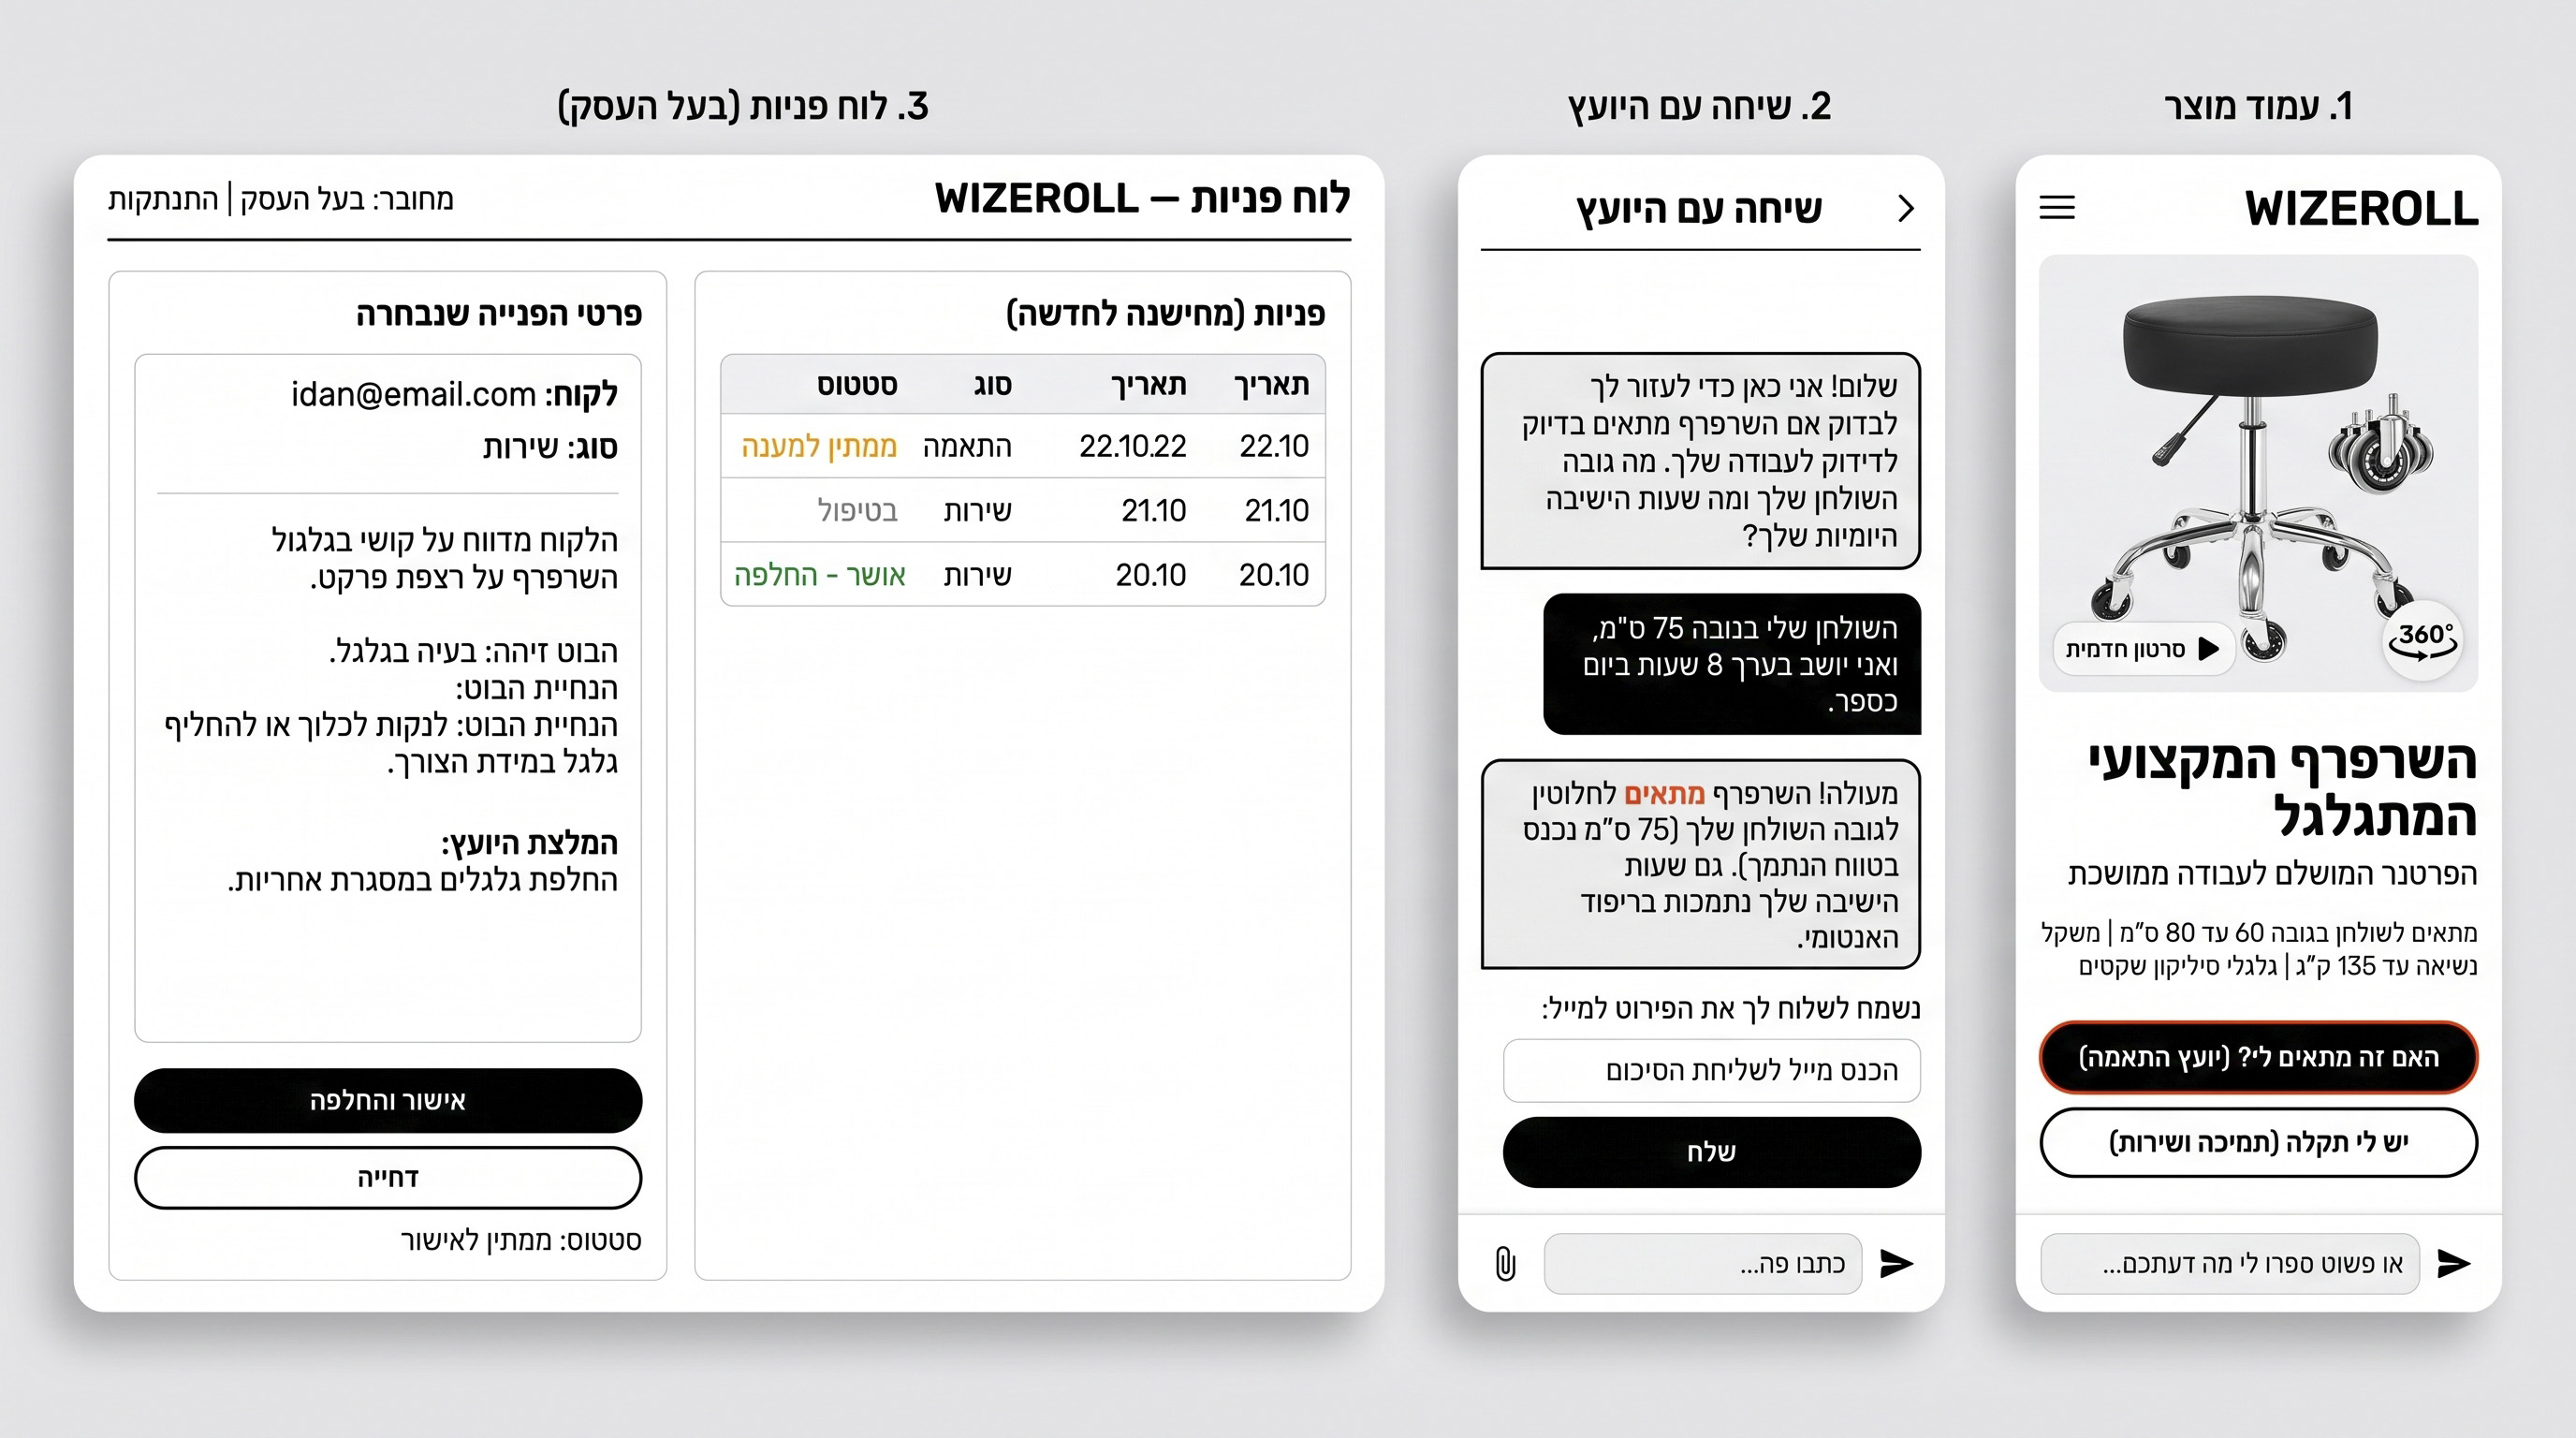 1. עמוד מוצר
WIZEROLL
360°
סרטון חדמית
השרפרף המקצועי
המתגלגל
הפרטנר המושלם לעבודה ממושכת
מתאים לשולחן בגובה 60 עד 80 ס״מ | משקל
נשיאה עד 135 ק״ג | גלגלי סיליקון שקטים
האם זה מתאים לי? (יועץ התאמה)
יש לי תקלה (תמיכה ושירות)
או פשוט ספרו לי מה דעתכם...
2. שיחה עם היועץ
שיחה עם היועץ
שלום! אני כאן כדי לעזור לך
לבדוק אם השרפרף מתאים בדיוק
לדידוק לעבודה שלך. מה גובה
השולחן שלך ומה שעות הישיבה
היומיות שלך?
השולחן שלי בנובה 75 ס"מ,
ואני יושב בערך 8 שעות ביום
כספר.
מעולה! השרפרף מתאים לחלוטין
לגובה השולחן שלך (75 ס״מ נכנס
בטווח הנתמך). גם שעות
הישיבה שלך נתמכות בריפוד
האנטומי.
נשמח לשלוח לך את הפירוט למייל:
הכנס מייל לשליחת הסיכום
שלח
כתבו פה...
3. לוח פניות (בעל העסק)
לוח פניות — WIZEROLL
מחובר: בעל העסק | התנתקות
פניות (מחישנה לחדשה)
תאריך תאריך סוג סטטוס
22.10 22.10.22 התאמה ממתין למענה
21.10 21.10 שירות בטיפול
20.10 20.10 שירות אושר - החלפה
פרטי הפנייה שנבחרה
לקוח: idan@email.com
סוג: שירות
הלקוח מדווח על קושי בגלגול
השרפרף על רצפת פרקט.
הבוט זיהה: בעיה בגלגל.
הנחיית הבוט:
הנחיית הבוט: לנקות לכלוך או להחליף
גלגל במידת הצורך.
המלצת היועץ:
החלפת גלגלים במסגרת אחריות.
אישור והחלפה
דחייה
סטטוס: ממתין לאישור